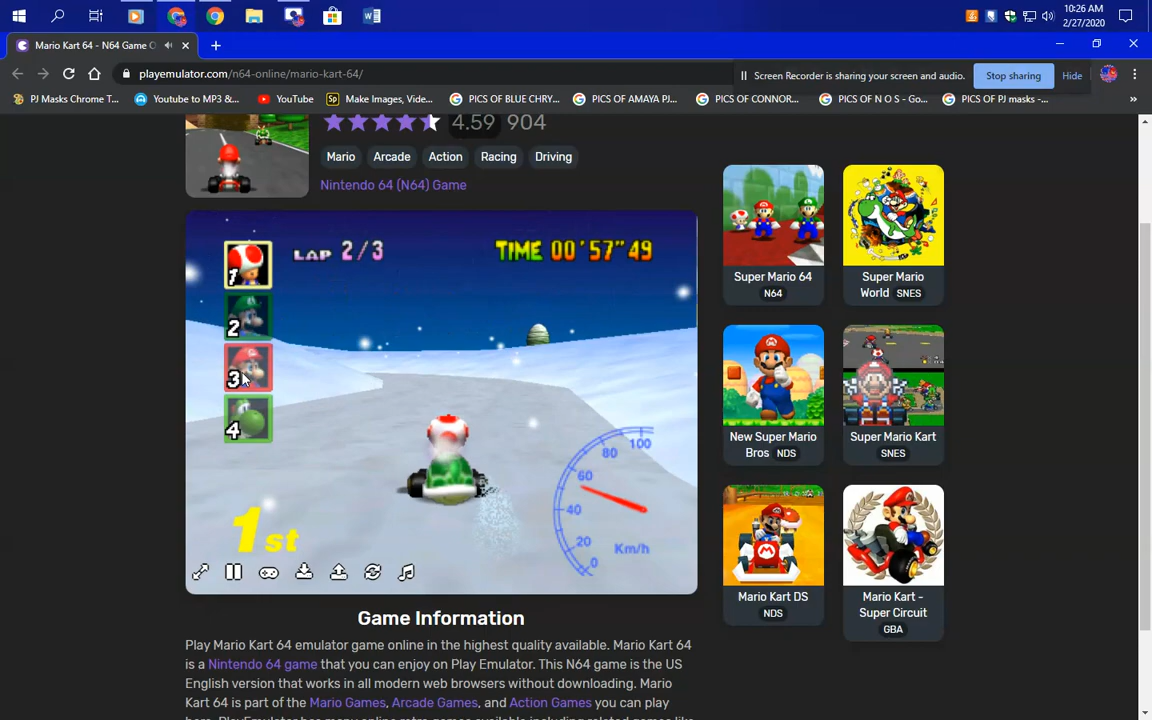 10:26 AM
2/27/2020
Mario Kart 64 - N64 Game O
playemulator.com/n64-online/mario-kart-64/
Screen Recorder is sharing your screen and audio.
Stop sharing
Hide
PJ Masks Chrome T...
Youtube to MP3 &...
YouTube
Sp Make Images, Vide...
PICS OF BLUE CHRY...
PICS OF AMAYA PJ...
PICS OF CONNOR...
PICS OF N O S - Go...
PICS OF PJ masks -...
4.59 904
Mario Arcade Action Racing Driving
Nintendo 64 (N64) Game
LAP 2/3
TIME 00'57"49
1
2
3
4
1st
100
80
60
40
20
0
Km/h
Super Mario 64
N64
Super Mario
World SNES
New Super Mario
Bros NDS
Super Mario Kart
SNES
Mario Kart DS
NDS
Mario Kart -
Super Circuit
GBA
Game Information
Play Mario Kart 64 emulator game online in the highest quality available. Mario Kart 64
is a Nintendo 64 game that you can enjoy on Play Emulator. This N64 game is the US
English version that works in all modern web browsers without downloading. Mario
Kart 64 is part of the Mario Games, Arcade Games, and Action Games you can play